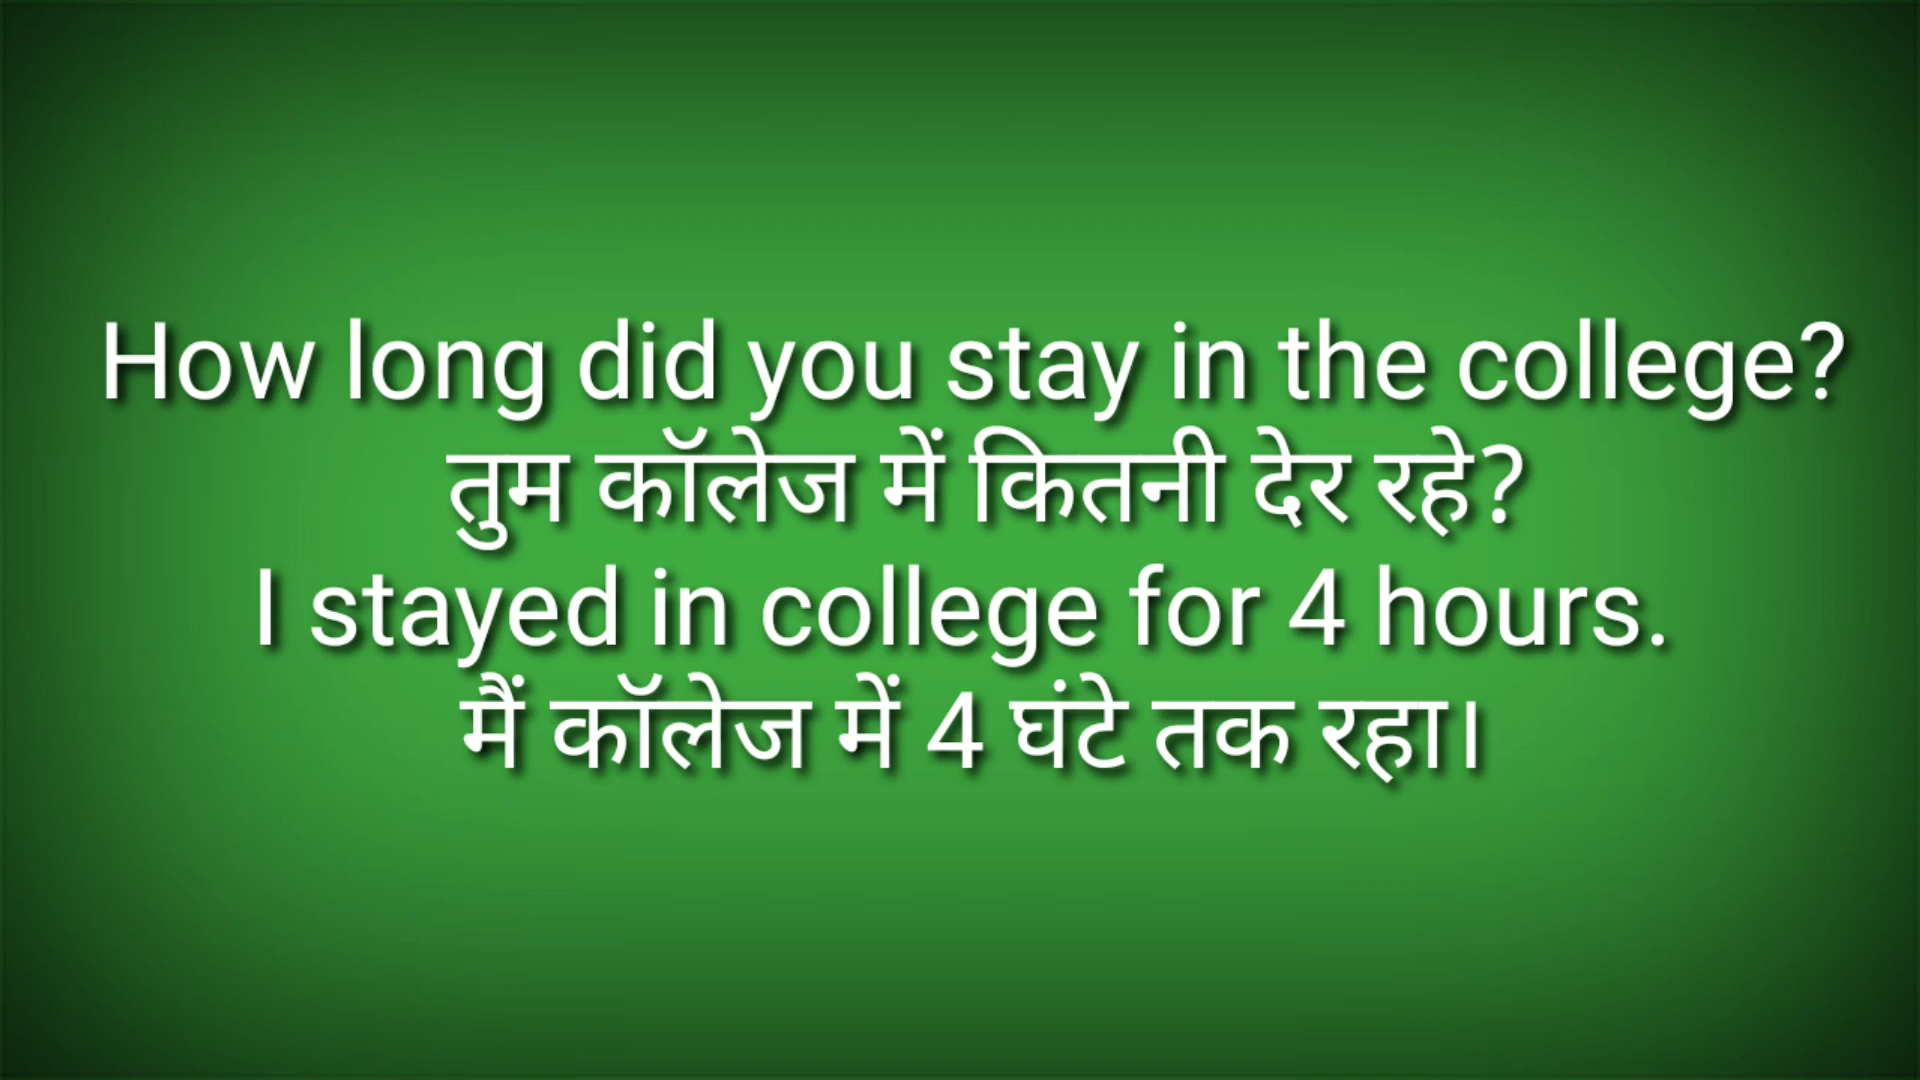 How long did you stay in the college?
तुम कॉलेज में कितनी देर रहे?
I stayed in college for 4 hours.
मैं कॉलेज में 4 घंटे तक रहा।